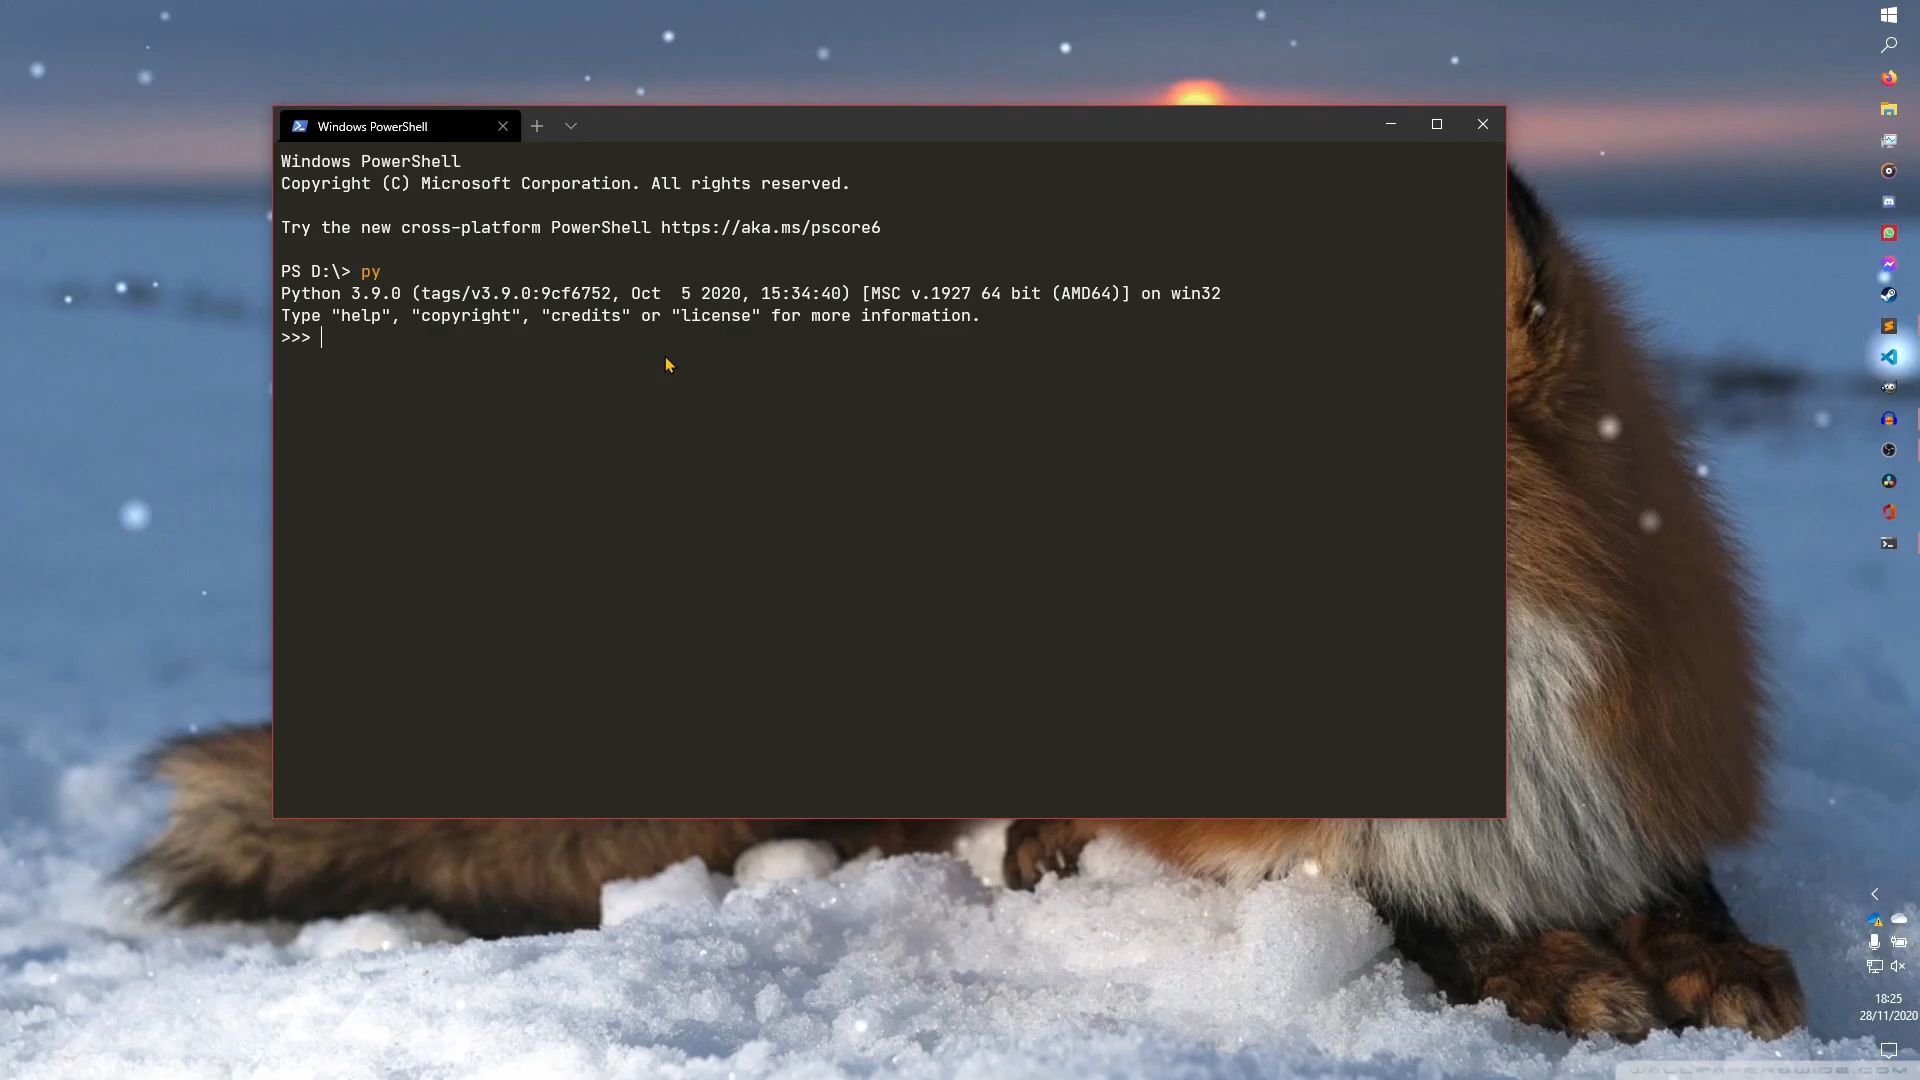 Windows PowerShell
Windows PowerShell
Copyright (C) Microsoft Corporation. All rights reserved.
Try the new cross-platform PowerShell https://aka.ms/pscore6
PS D:\> py
Python 3.9.0 (tags/v3.9.0:9cf6752, Oct  5 2020, 15:34:40) [MSC v.1927 64 bit (AMD64)] on win32
Type "help", "copyright", "credits" or "license" for more information.
>>>
18:25
28/11/2020
WALLPAPERSWIDE.COM